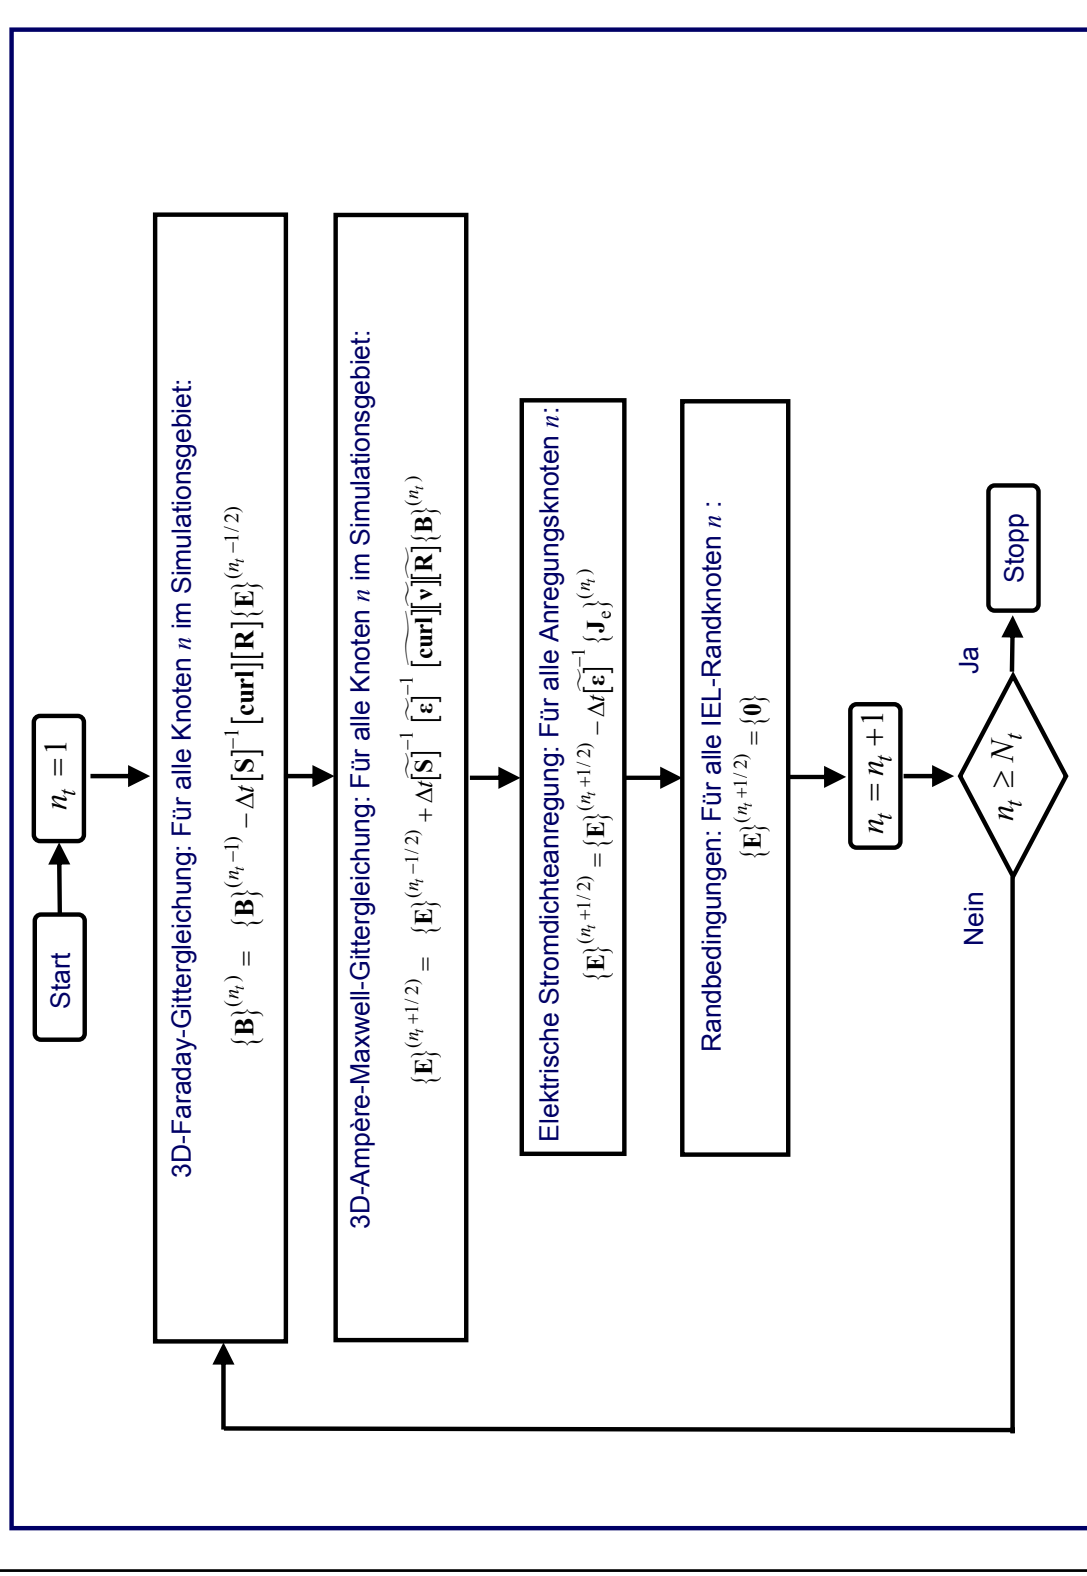 Start
n_t = 1
3D-Faraday-Gittergleichung: Für alle Knoten n im Simulationsgebiet:
{B}^(n_t) = {B}^(n_t−1) − Δt[S]^−1 [curl][R]{E}^(n_t−1/2)
3D-Ampère-Maxwell-Gittergleichung: Für alle Knoten n im Simulationsgebiet:
{E}^(n_t+1/2) = {E}^(n_t−1/2) + Δt[S̃]^−1 [ε̃]^−1 [c͠url][ν̃][R̃]{B}^(n_t)
Elektrische Stromdichteanregung: Für alle Anregungsknoten n:
{E}^(n_t+1/2) = {E}^(n_t+1/2) − Δt[ε̃]^−1 {J_e}^(n_t)
Randbedingungen: Für alle IEL-Randknoten n :
{E}^(n_t+1/2) = {0}
n_t = n_t + 1
n_t ≥ N_t
Ja
Stopp
Nein